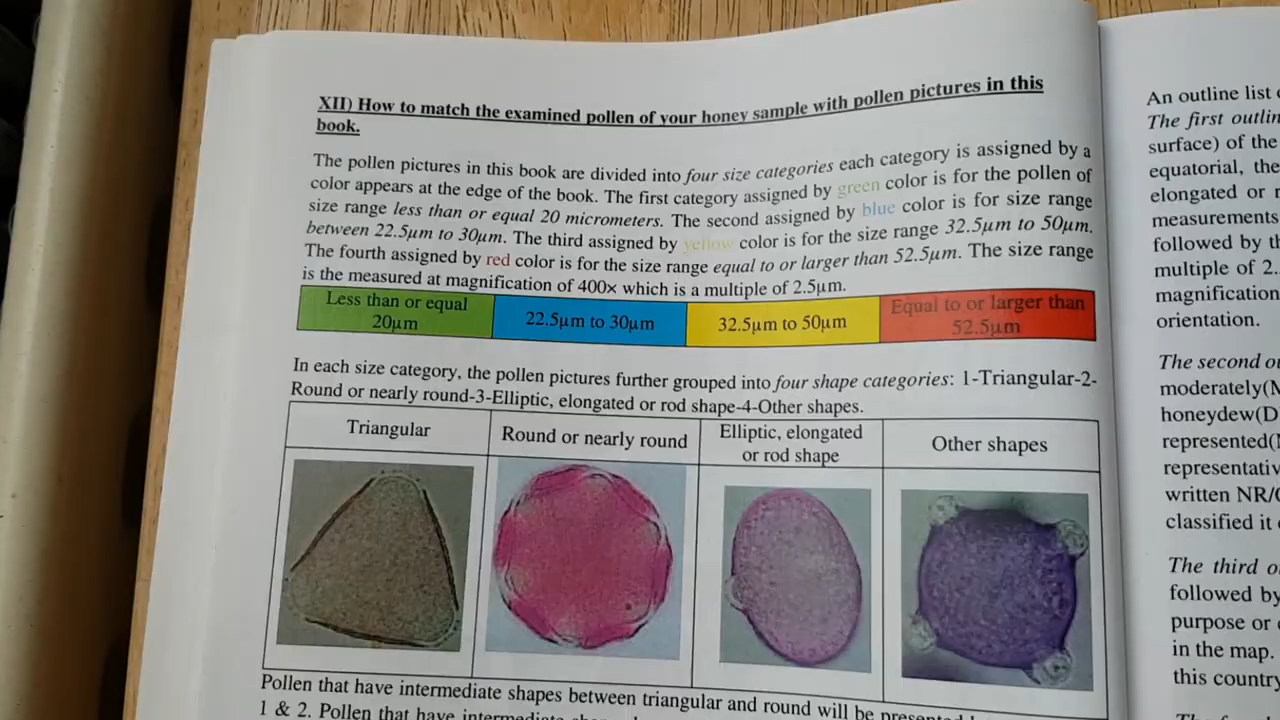 XII) How to match the examined pollen of your honey sample with pollen pictures in this
book.
The pollen pictures in this book are divided into four size categories each category is assigned by a
color appears at the edge of the book. The first category assigned by green color is for the pollen of
size range less than or equal 20 micrometers. The second assigned by blue color is for size range
between 22.5µm to 30µm. The third assigned by yellow color is for the size range 32.5µm to 50µm.
The fourth assigned by red color is for the size range equal to or larger than 52.5µm. The size range
is the measured at magnification of 400× which is a multiple of 2.5µm.
Less than or equal
20µm
22.5µm to 30µm
32.5µm to 50µm
Equal to or larger than
52.5µm
In each size category, the pollen pictures further grouped into four shape categories: 1-Triangular-2-
Round or nearly round-3-Elliptic, elongated or rod shape-4-Other shapes.
Triangular
Round or nearly round
Elliptic, elongated
or rod shape
Other shapes
Pollen that have intermediate shapes between triangular and round will be
1 & 2. Pollen that have
An outline list
The first
surface) of the
equatorial, the
elongated or
measurements
followed by
multiple of 2.
magnification
orientation.
The second
honeydew
written
classified it
The third
followed by
purpose or
in the map.
this country